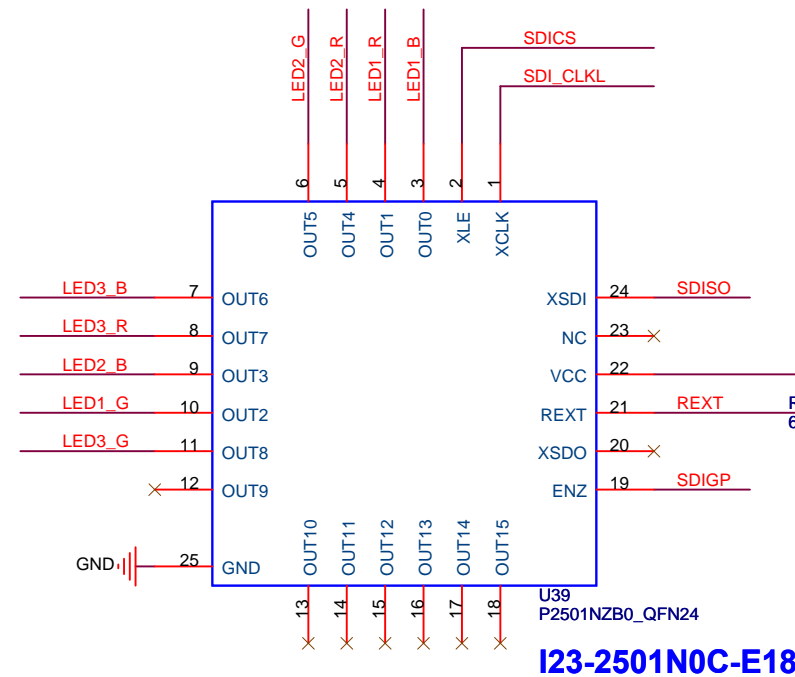 LED2_G
LED2_R
LED1_R
LED1_B
SDICS
SDI_CLKL
6
5
4
3
2
1
OUT5
OUT4
OUT1
OUT0
XLE
XCLK
LED3_B 7 OUT6
XSDI 24 SDISO
LED3_R 8 OUT7
NC 23
LED2_B 9 OUT3
VCC 22
LED1_G 10 OUT2
REXT 21 REXT
R
6
LED3_G 11 OUT8
XSDO 20
12 OUT9
ENZ 19 SDIGP
GND 25 GND
OUT10
OUT11
OUT12
OUT13
OUT14
OUT15
13
14
15
16
17
18
U39
P2501NZB0_QFN24
I23-2501N0C-E18